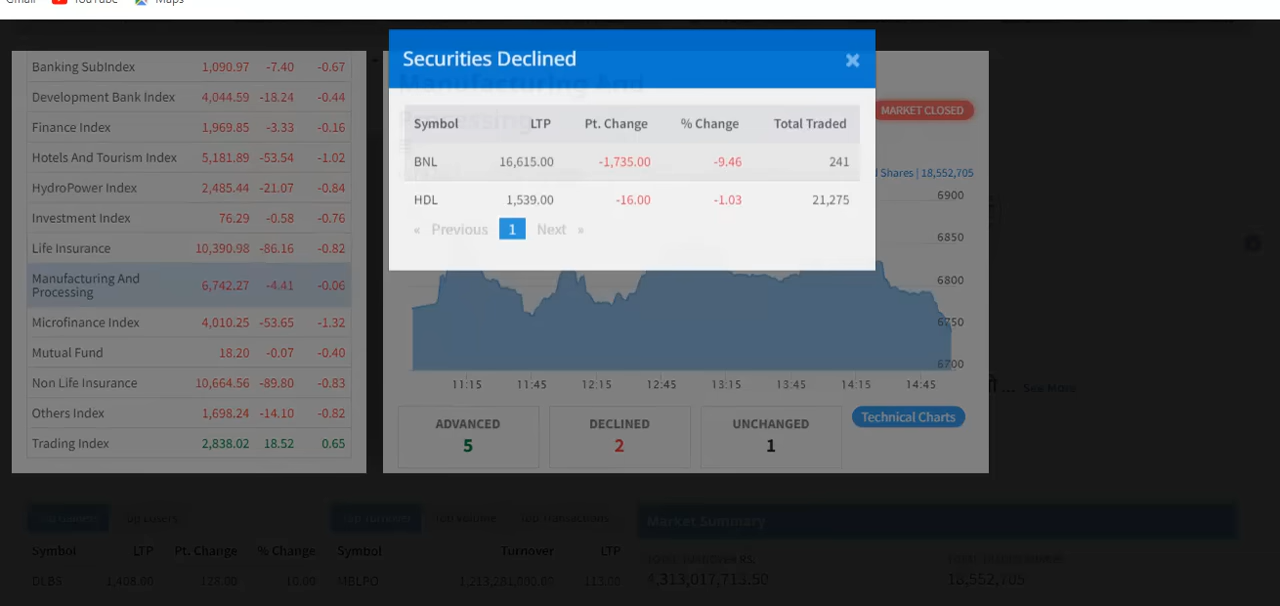 Gmail YouTube Maps
Securities Declined ×
Symbol LTP Pt. Change % Change Total Traded
BNL 16,615.00 -1,735.00 -9.46 241
HDL 1,539.00 -16.00 -1.03 21,275
« Previous 1 Next »
Banking SubIndex 1,090.97 -7.40 -0.67
Development Bank Index 4,044.59 -18.24 -0.44
Finance Index 1,969.85 -3.33 -0.16
Hotels And Tourism Index 5,181.89 -53.54 -1.02
HydroPower Index 2,485.44 -21.07 -0.84
Investment Index 76.29 -0.58 -0.76
Life Insurance 10,390.98 -86.16 -0.82
Manufacturing And
Processing 6,742.27 -4.41 -0.06
Microfinance Index 4,010.25 -53.65 -1.32
Mutual Fund 18.20 -0.07 -0.40
Non Life Insurance 10,664.56 -89.80 -0.83
Others Index 1,698.24 -14.10 -0.82
Trading Index 2,838.02 18.52 0.65
Manufacturing And
Processing
MARKET CLOSED
Shares | 18,552,705
6900
6850
6800
6750
6700
11:15 11:45 12:15 12:45 13:15 13:45 14:15 14:45
ADVANCED DECLINED UNCHANGED Technical Charts
5 2 1
... See More
Top Turnover Top Volume Top Transactions Market Summary
Symbol LTP Pt. Change % Change Symbol Turnover LTP
DLBS 1,408.00 128.00 10.00 MBLPO 113.00
18,552,705